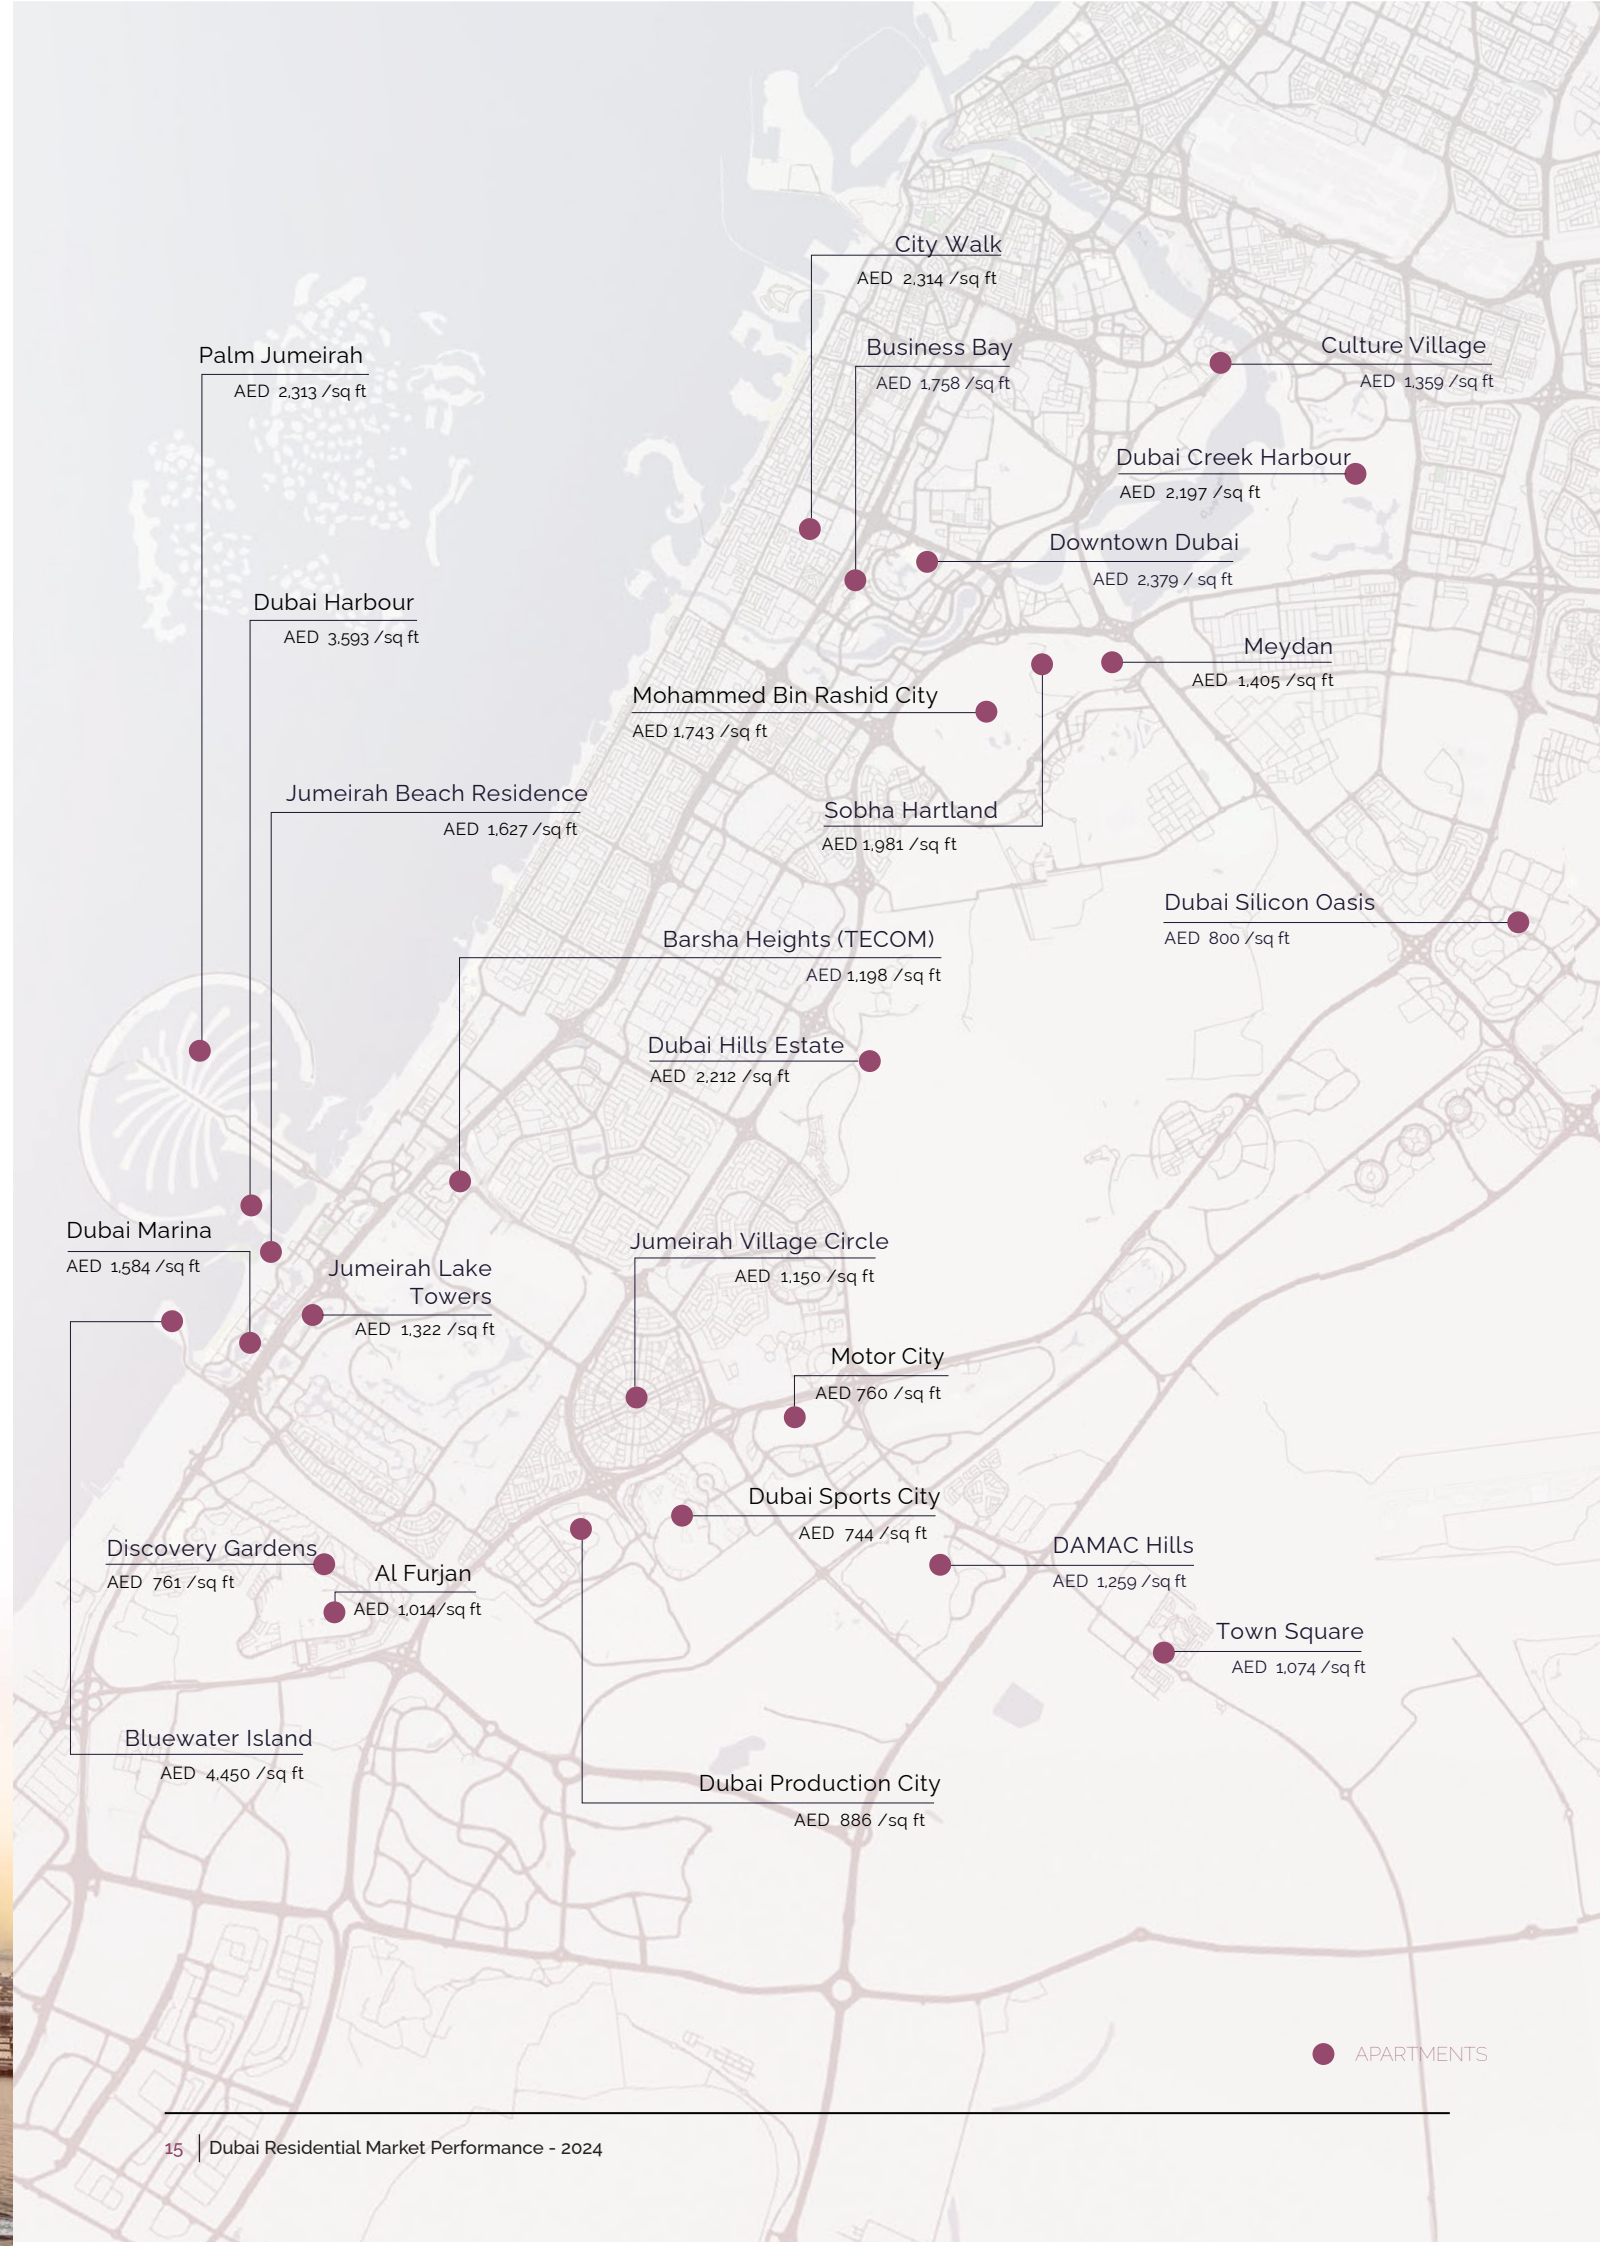 City Walk
AED 2,314 /sq ft
Business Bay
AED 1,758 /sq ft
Culture Village
AED 1,359 /sq ft
Palm Jumeirah
AED 2,313 /sq ft
Dubai Creek Harbour
AED 2,197 /sq ft
Downtown Dubai
AED 2,379 / sq ft
Dubai Harbour
AED 3,593 /sq ft
Meydan
AED 1,405 /sq ft
Mohammed Bin Rashid City
AED 1,743 /sq ft
Jumeirah Beach Residence
AED 1,627 /sq ft
Sobha Hartland
AED 1,981 /sq ft
Dubai Silicon Oasis
AED 800 /sq ft
Barsha Heights (TECOM)
AED 1,198 /sq ft
Dubai Hills Estate
AED 2,212 /sq ft
Dubai Marina
AED 1,584 /sq ft
Jumeirah Lake
Towers
AED 1,322 /sq ft
Jumeirah Village Circle
AED 1,150 /sq ft
Motor City
AED 760 /sq ft
Dubai Sports City
AED 744 /sq ft
Discovery Gardens
AED 761 /sq ft
Al Furjan
AED 1,014/sq ft
DAMAC Hills
AED 1,259 /sq ft
Town Square
AED 1,074 /sq ft
Bluewater Island
AED 4,450 /sq ft
Dubai Production City
AED 886 /sq ft
APARTMENTS
15 Dubai Residential Market Performance - 2024